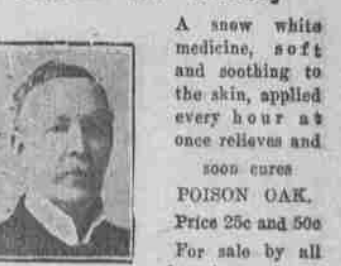 A snow white
medicine, soft
and soothing to
the skin, applied
every hour at
once relieves and
soon cures
POISON OAK.
Price 25c and 50c
For sale by all